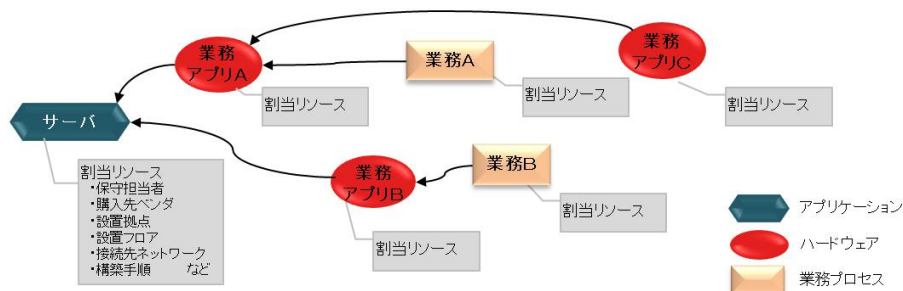 業務
アプリA
業務A
業務
アプリC
割当リソース
割当リソース
割当リソース
サーバ
割当リソース
・保守担当者
・購入先ベンダ
・設置拠点
・設置フロア
・接続先ネットワーク
・構築手順 など
業務
アプリB
業務B
割当リソース
割当リソース
アプリケーション
ハードウェア
業務プロセス